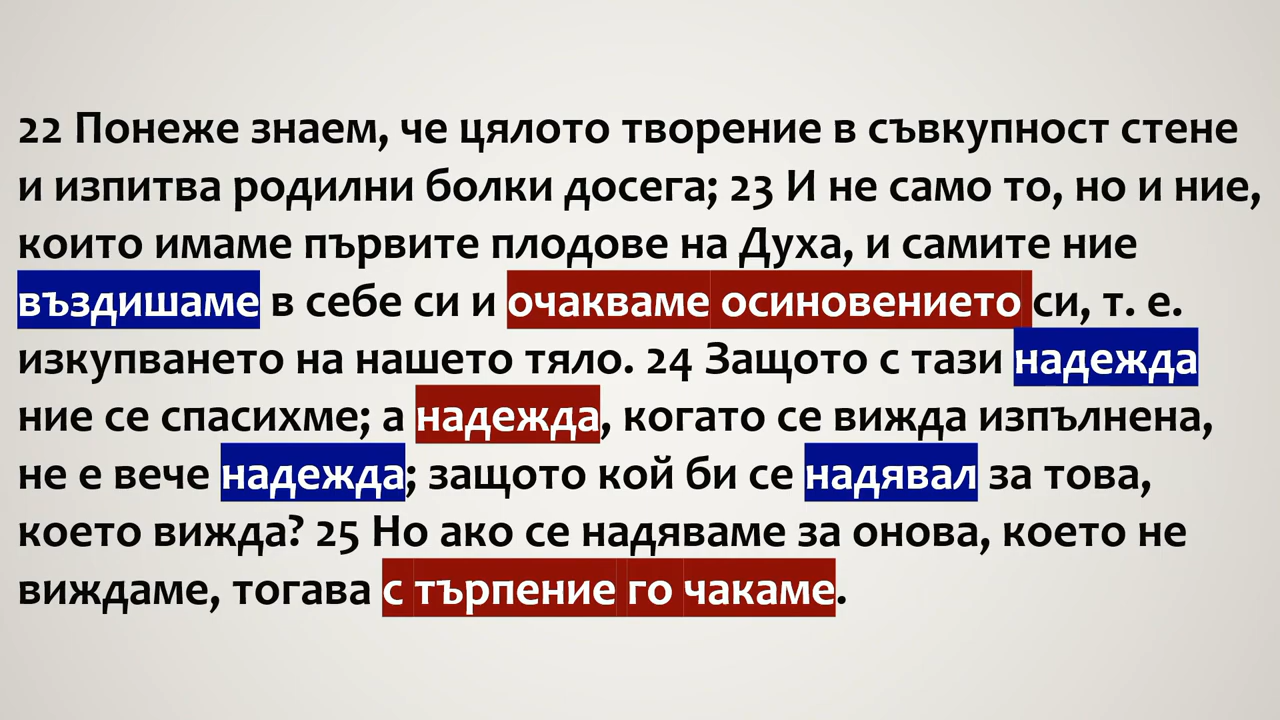 22 Понеже знаем, че цялото творение в съвкупност стене
и изпитва родилни болки досега; 23 И не само то, но и ние,
които имаме първите плодове на Духа, и самите ние
въздишаме в себе си и очакваме осиновението си, т. е.
изкупването на нашето тяло. 24 Защото с тази надежда
ние се спасихме; а надежда, когато се вижда изпълнена,
не е вече надежда; защото кой би се надявал за това,
което вижда? 25 Но ако се надяваме за онова, което не
виждаме, тогава с търпение го чакаме.